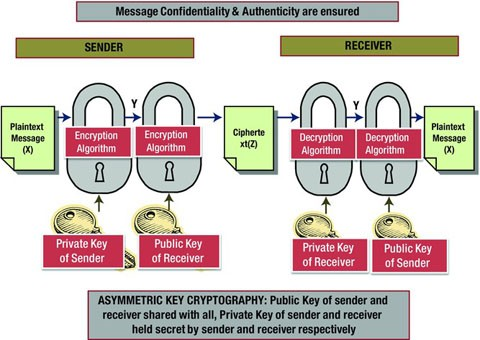 Message Confidentiality & Authenticity are ensured
SENDER
RECEIVER
Plaintext
Message
(X)
Encryption
Algorithm
Y
Encryption
Algorithm
Cipherte
xt(Z)
Decryption
Algorithm
Y
Decryption
Algorithm
Plaintext
Message
(X)
Private Key
of Sender
Public Key
of Receiver
Private Key
of Receiver
Public Key
of Sender
ASYMMETRIC KEY CRYPTOGRAPHY: Public Key of sender and
receiver shared with all, Private Key of sender and receiver
held secret by sender and receiver respectively